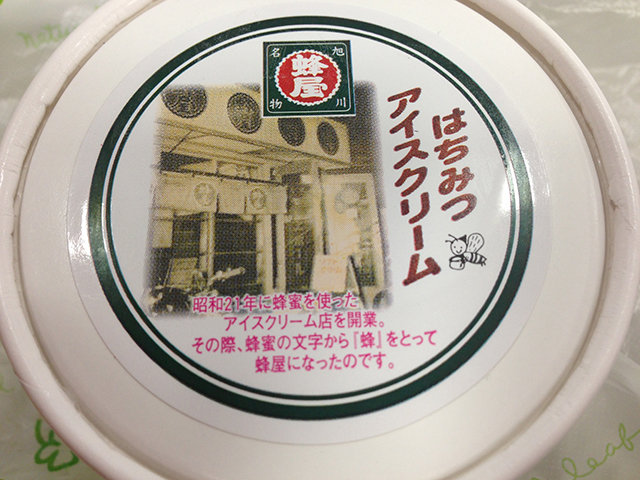 旭川
名物
蜂屋
はちみつ
アイスクリーム
昭和21年に蜂蜜を使った
アイスクリーム店を開業。
その際、蜂蜜の文字から『蜂』をとって
蜂屋になったのです。
leaf